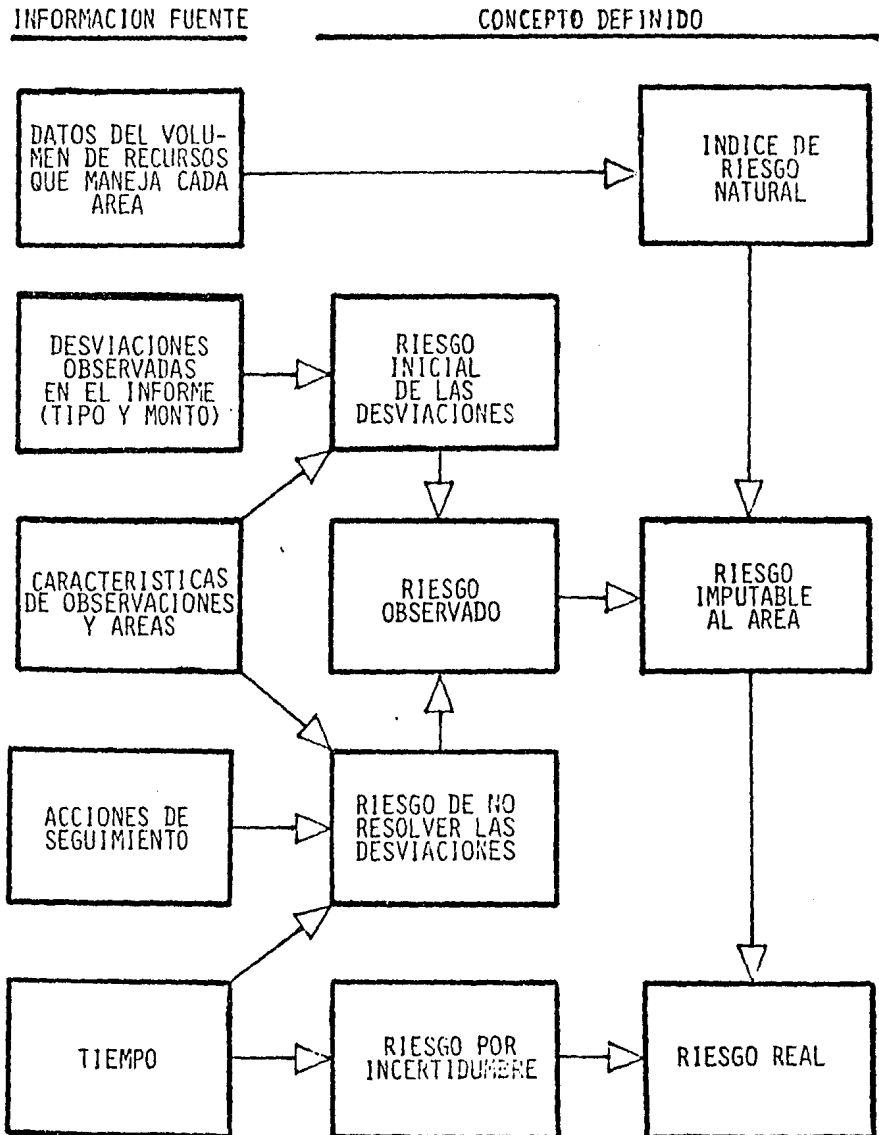 INFORMACION FUENTE
CONCEPTO DEFINIDO
DATOS DEL VOLU-
MEN DE RECURSOS
QUE MANEJA CADA
AREA
INDICE DE
RIESGO
NATURAL
DESVIACIONES
OBSERVADAS
EN EL INFORME
(TIPO Y MONTO)
RIESGO
INICIAL
DE LAS
DESVIACIONES
CARACTERISTICAS
DE OBSERVACIONES
Y AREAS
RIESGO
OBSERVADO
RIESGO
IMPUTABLE
AL AREA
ACCIONES DE
SEGUIMIENTO
RIESGO DE NO
RESOLVER LAS
DESVIACIONES
TIEMPO
RIESGO POR
INCERTIDUMBRE
RIESGO REAL